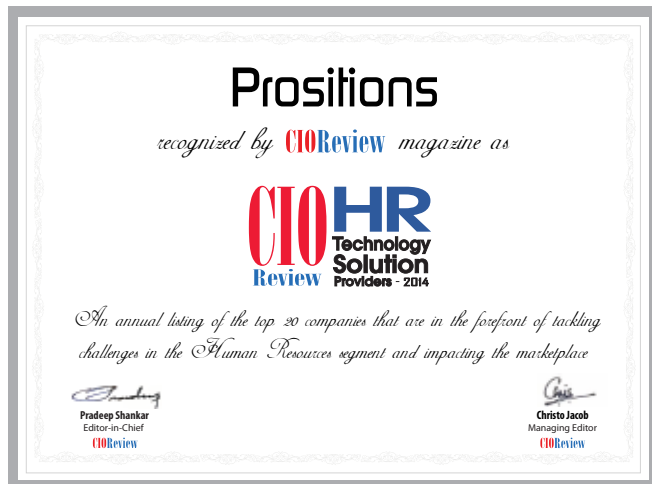 Prositions
recognized by CIOReview magazine as
CIO HR
Technology
Solution
Review Providers - 2014
An annual listing of the top 20 companies that are in the forefront of tackling
challenges in the Human Resources segment and impacting the marketplace
Pradeep Shankar
Editor-in-Chief
CIOReview
Christo Jacob
Managing Editor
CIOReview